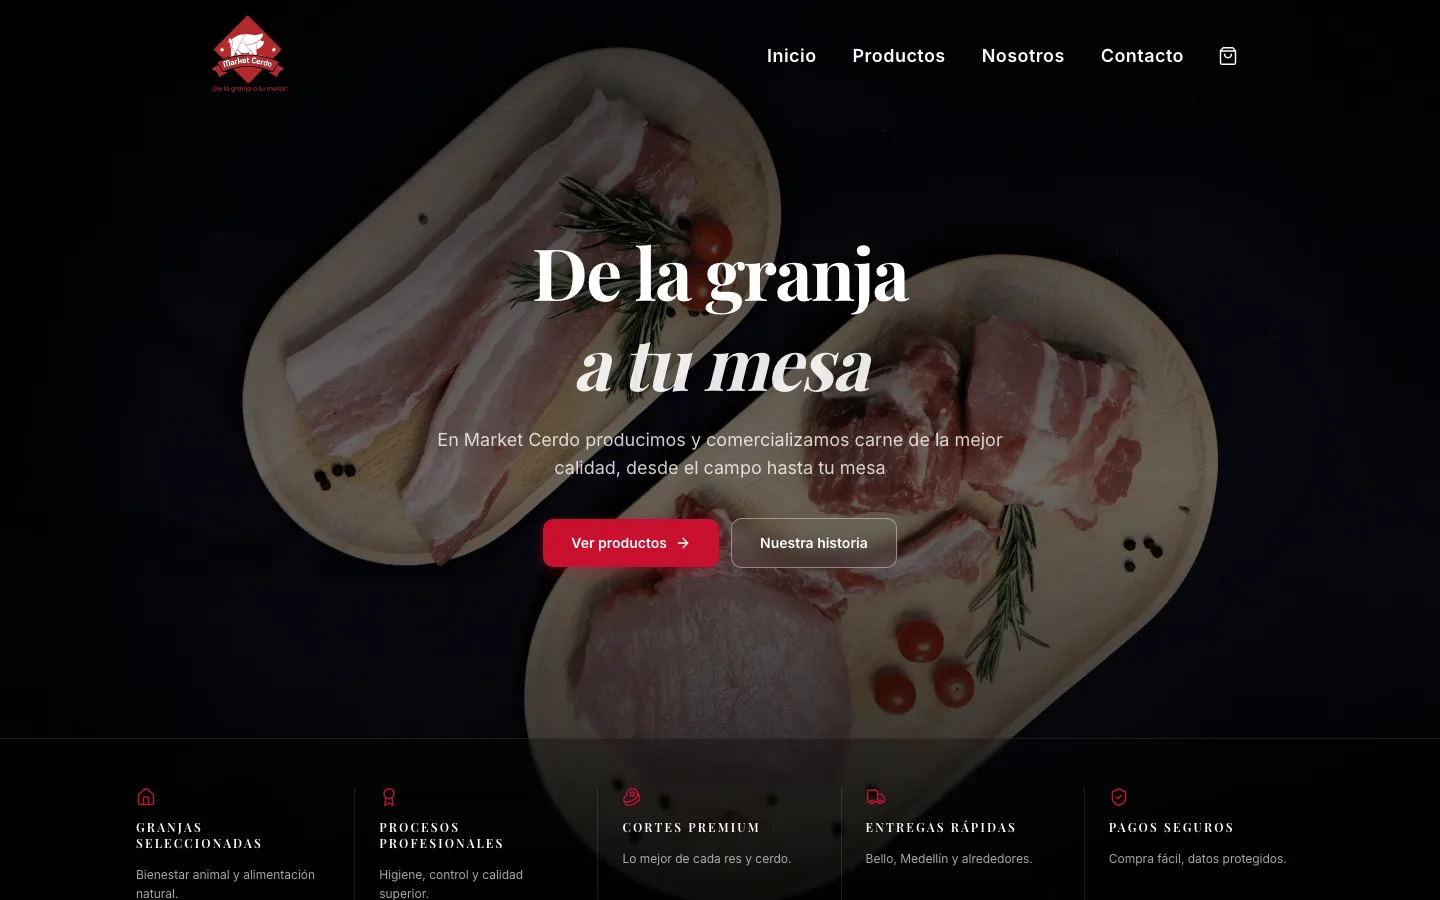 Market Cerdo
¡De la granja a tu mesa!
Inicio
Productos
Nosotros
Contacto
De la granja
a tu mesa
En Market Cerdo producimos y comercializamos carne de la mejor
calidad, desde el campo hasta tu mesa
Ver productos
Nuestra historia
GRANJAS
SELECCIONADAS
Bienestar animal y alimentación
natural.
PROCESOS
PROFESIONALES
Higiene, control y calidad
superior.
CORTES PREMIUM
Lo mejor de cada res y cerdo.
ENTREGAS RÁPIDAS
Bello, Medellín y alrededores.
PAGOS SEGUROS
Compra fácil, datos protegidos.